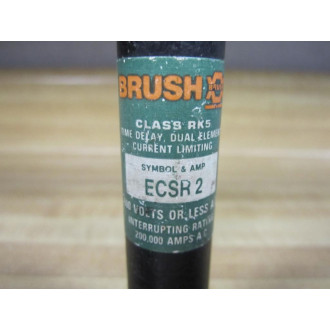 BRUSH
CLASS RK5
TIME DELAY, DUAL ELEMENT
CURRENT LIMITING
SYMBOL & AMP
ECSR 2
VOLTS OR LESS A
INTERRUPTING RATING
200,000 AMPS A C